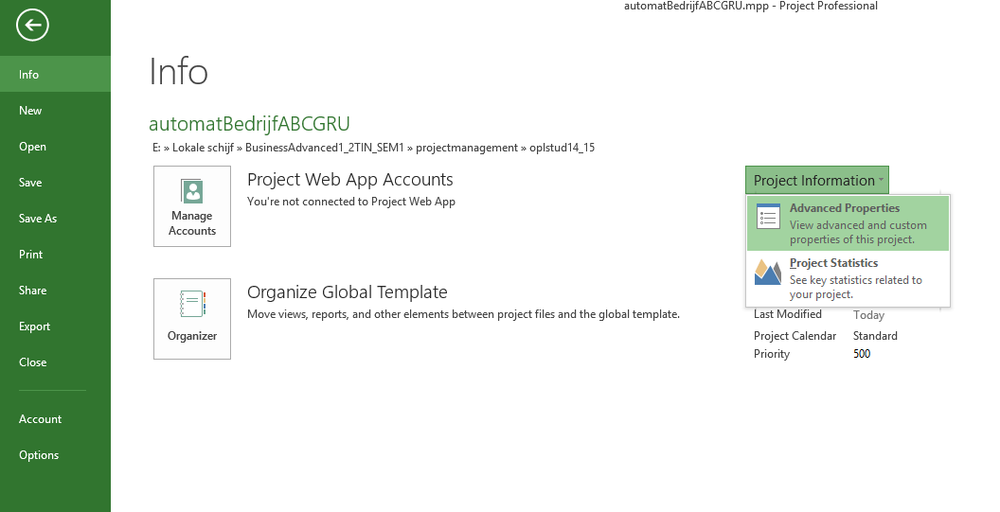 automatBedrijfABCGRU.mpp - Project Professional
Info
New
Open
Save
Save As
Print
Share
Export
Close
Account
Options
Info
automatBedrijfABCGRU
E: » Lokale schijf » BusinessAdvanced1_2TIN_SEM1 » projectmanagement » oplstud14_15
Manage
Accounts
Project Web App Accounts
You're not connected to Project Web App
Organizer
Organize Global Template
Move views, reports, and other elements between project files and the global template.
Project Information
Advanced Properties
View advanced and custom
properties of this project.
Project Statistics
See key statistics related to
your project.
Last Modified Today
Project Calendar Standard
Priority 500